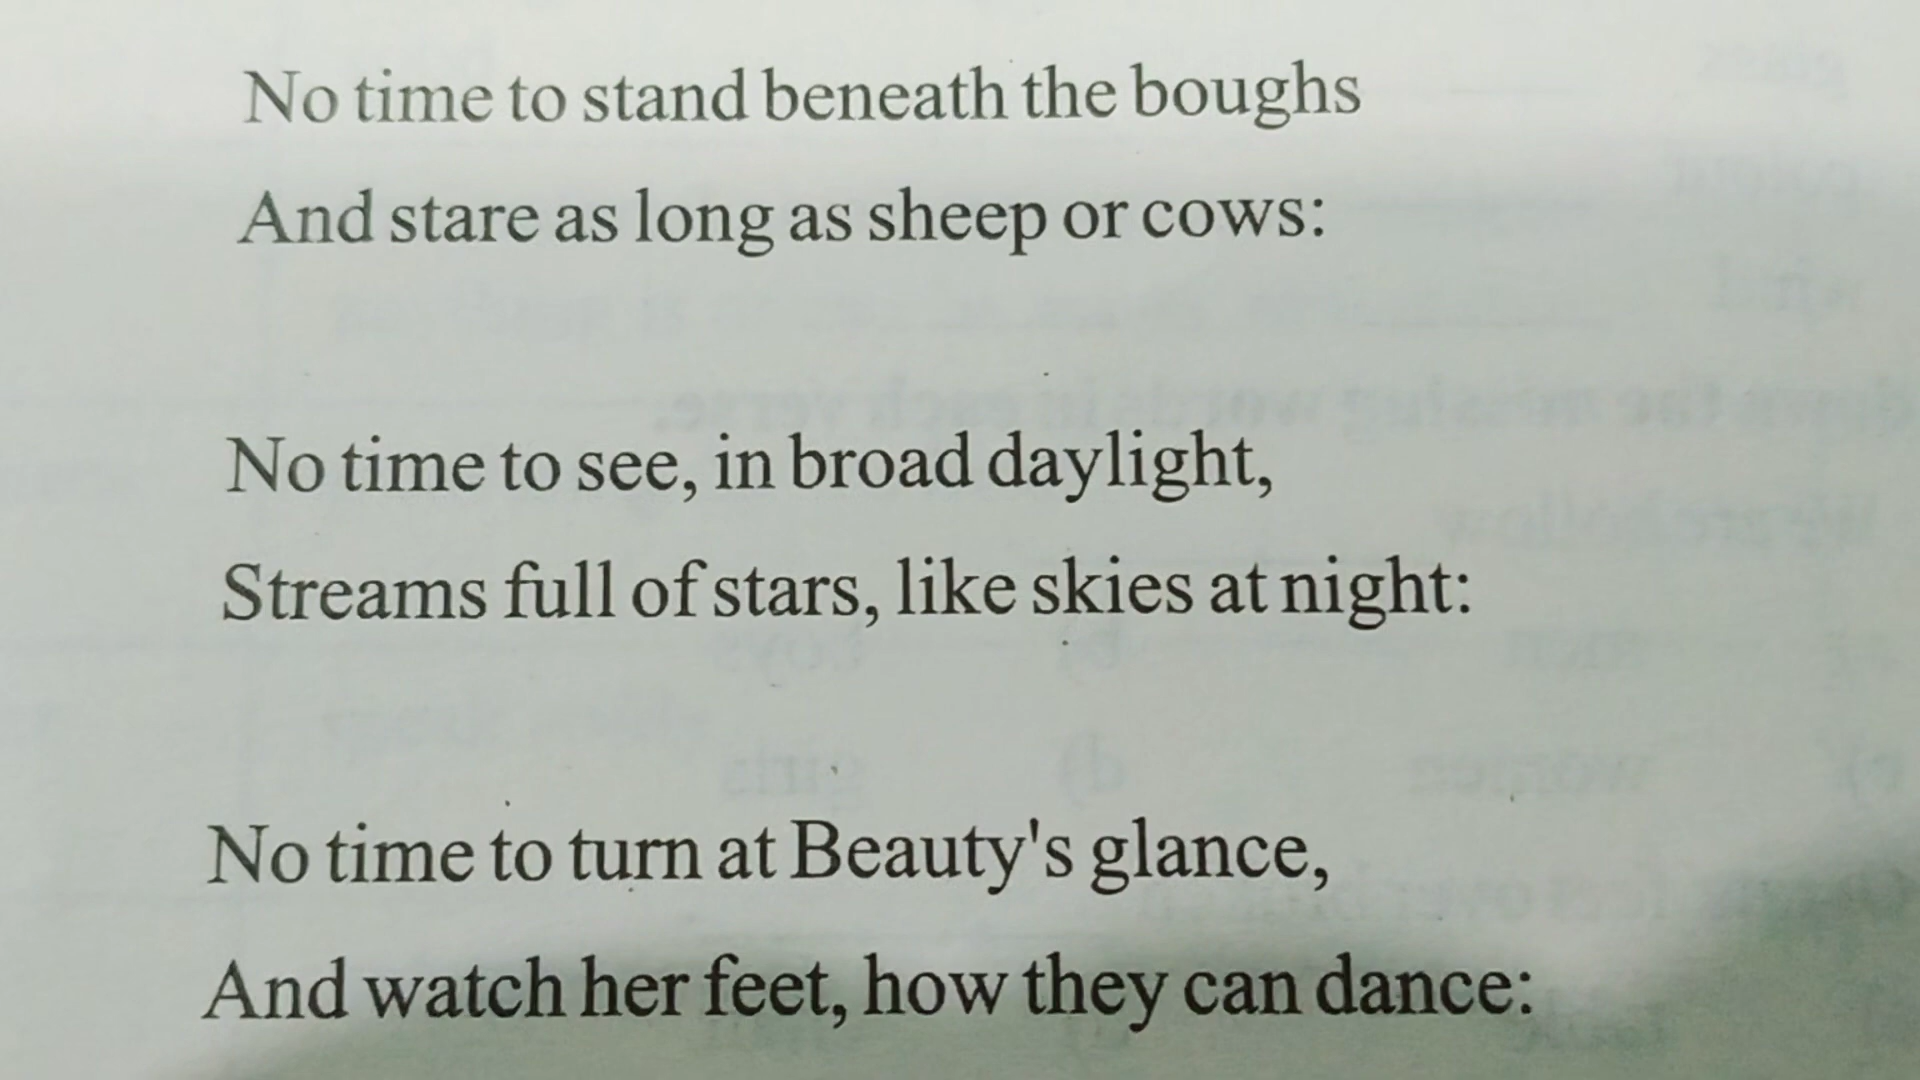 No time to stand beneath the boughs
And stare as long as sheep or cows:
No time to see, in broad daylight,
Streams full of stars, like skies at night:
No time to turn at Beauty's glance,
And watch her feet, how they can dance: